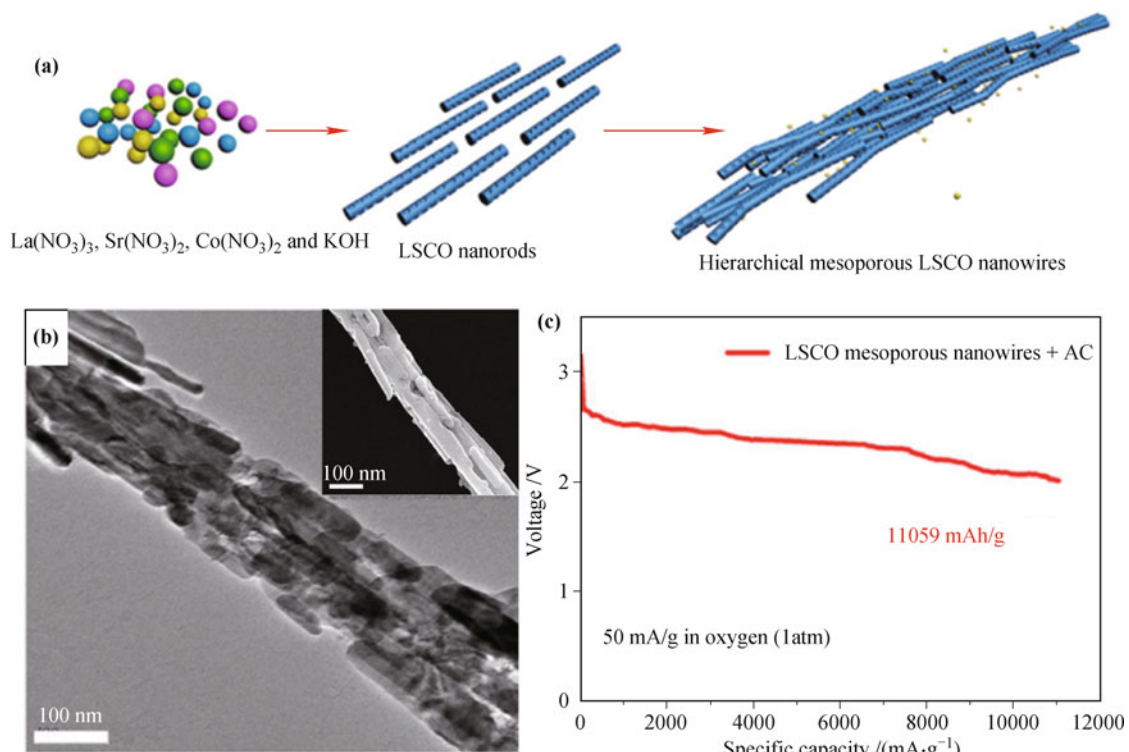 (a)
La(NO₃)₃, Sr(NO₃)₂, Co(NO₃)₂ and KOH
LSCO nanorods
Hierarchical mesoporous LSCO nanowires
(b)
100 nm
100 nm
(c)
LSCO mesoporous nanowires + AC
3
2
1
0
Voltage /V
11059 mAh/g
50 mA/g in oxygen (1atm)
0 2000 4000 6000 8000 10000 12000
Specific capacity /(mA·g⁻¹)